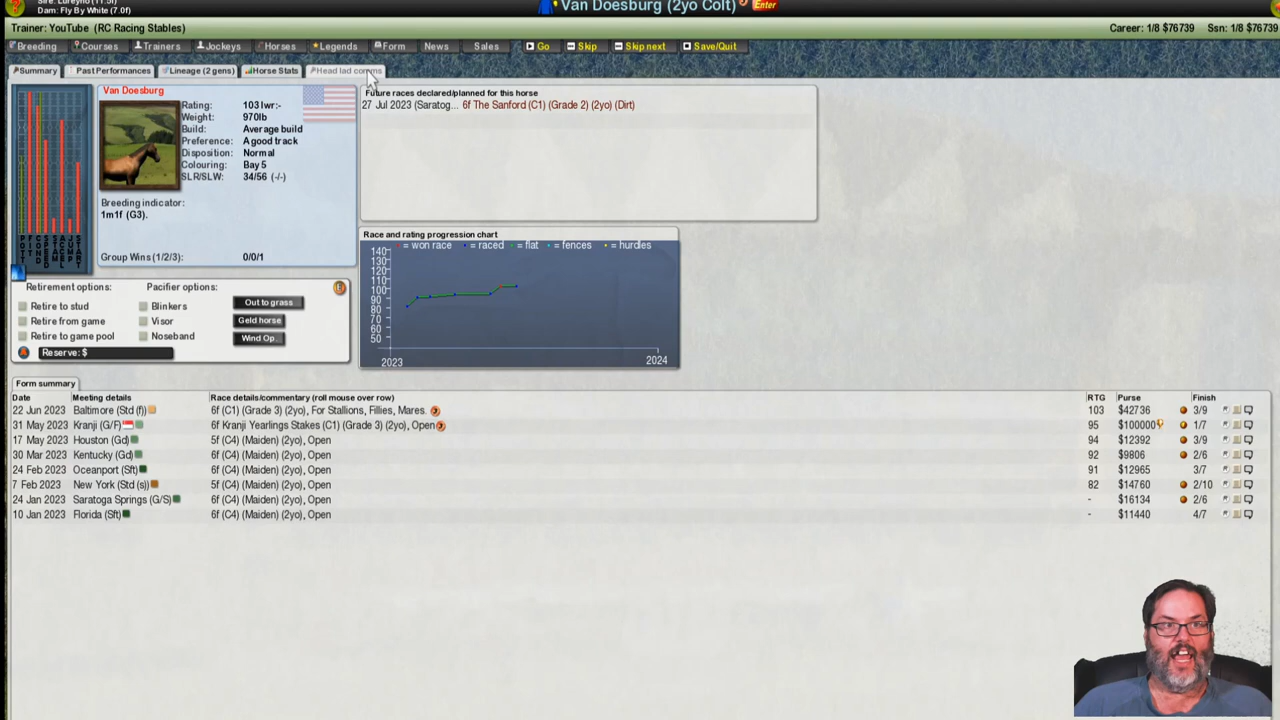 Sire: Loreyho (11.5f)
Dam: Fly By White (7.0f)
Van Doesburg (2yo Colt) Enter
Trainer: YouTube (RC Racing Stables) Career: 1/8 $76739 Ssn: 1/8 $76739
Breeding Courses Trainers Jockeys Horses Legends Form News Sales Go Skip Skip next Save/Quit
Summary Past Performances Lineage (2 gens) Horse Stats Head lad comms
Van Doesburg
Rating: 103 lwr:-
Weight: 970lb
Build: Average build
Preference: A good track
Disposition: Normal
Colouring: Bay 5
SLR/SLW: 34/56 (-/-)
Breeding indicator:
1m1f (G3).
Group Wins (1/2/3): 0/0/1
POT FIT COND SPEED STAM ACCEL JUMP START
Future races declared/planned for this horse
27 Jul 2023 (Saratog... 6f The Sanford (C1) (Grade 2) (2yo) (Dirt)
Race and rating progression chart
= won race = raced = flat = fences = hurdles
140
130
120
110
100
90
80
70
60
50
2023 2024
Retirement options: Pacifier options:
Retire to stud Blinkers Out to grass
Retire from game Visor Geld horse
Retire to game pool Noseband Wind Op.
Reserve: $
Form summary
Date Meeting details Race details/commentary (roll mouse over row) RTG Purse Finish
22 Jun 2023 Baltimore (Std (f)) 6f (C1) (Grade 3) (2yo), For Stallions, Fillies, Mares. 103 $42736 3/9
31 May 2023 Kranji (G/F) 6f Kranji Yearlings Stakes (C1) (Grade 3) (2yo), Open 95 $100000 1/7
17 May 2023 Houston (Gd) 5f (C4) (Maiden) (2yo), Open 94 $12392 3/9
30 Mar 2023 Kentucky (Gd) 6f (C4) (Maiden) (2yo), Open 92 $9806 2/6
24 Feb 2023 Oceanport (Sft) 6f (C4) (Maiden) (2yo), Open 91 $12965 3/7
7 Feb 2023 New York (Std (s)) 5f (C4) (Maiden) (2yo), Open 82 $14760 2/10
24 Jan 2023 Saratoga Springs (G/S) 6f (C4) (Maiden) (2yo), Open - $16134 2/6
10 Jan 2023 Florida (Sft) 6f (C4) (Maiden) (2yo), Open - $11440 4/7